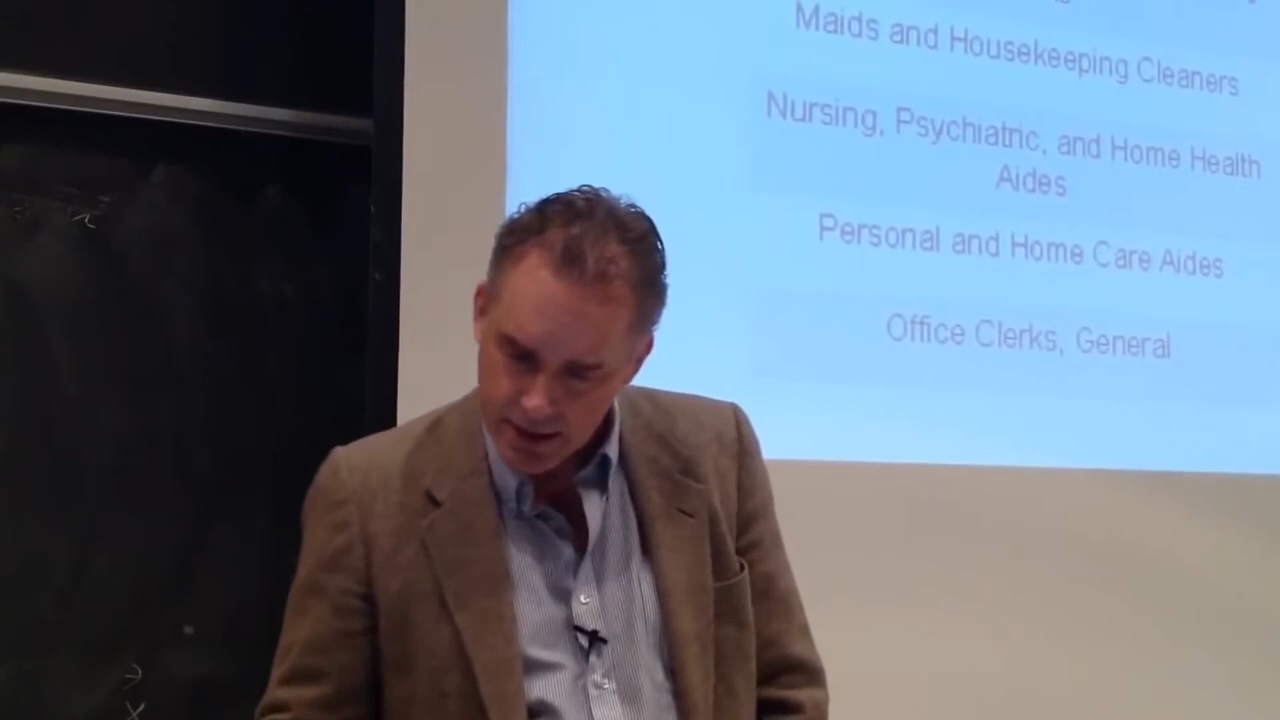 Maids and Housekeeping Cleaners
Nursing, Psychiatric, and Home Health
Aides
Personal and Home Care Aides
Office Clerks, General